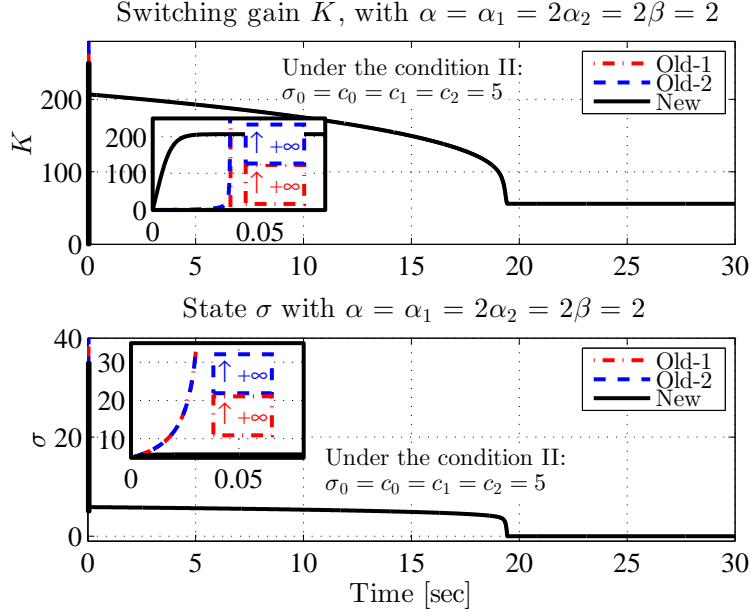 Switching gain K, with α = α₁ = 2α₂ = 2β = 2
K
200
100
0
Under the condition II:
σ₀ = c₀ = c₁ = c₂ = 5
Old-1
Old-2
New
200
100
0
0
0.05
↑ +∞
↑ +∞
0
5
10
15
20
25
30
State σ with α = α₁ = 2α₂ = 2β = 2
σ
40
20
0
30
20
10
0
0.05
↑ +∞
↑ +∞
Old-1
Old-2
New
Under the condition II:
σ₀ = c₀ = c₁ = c₂ = 5
0
5
10
15
20
25
30
Time [sec]